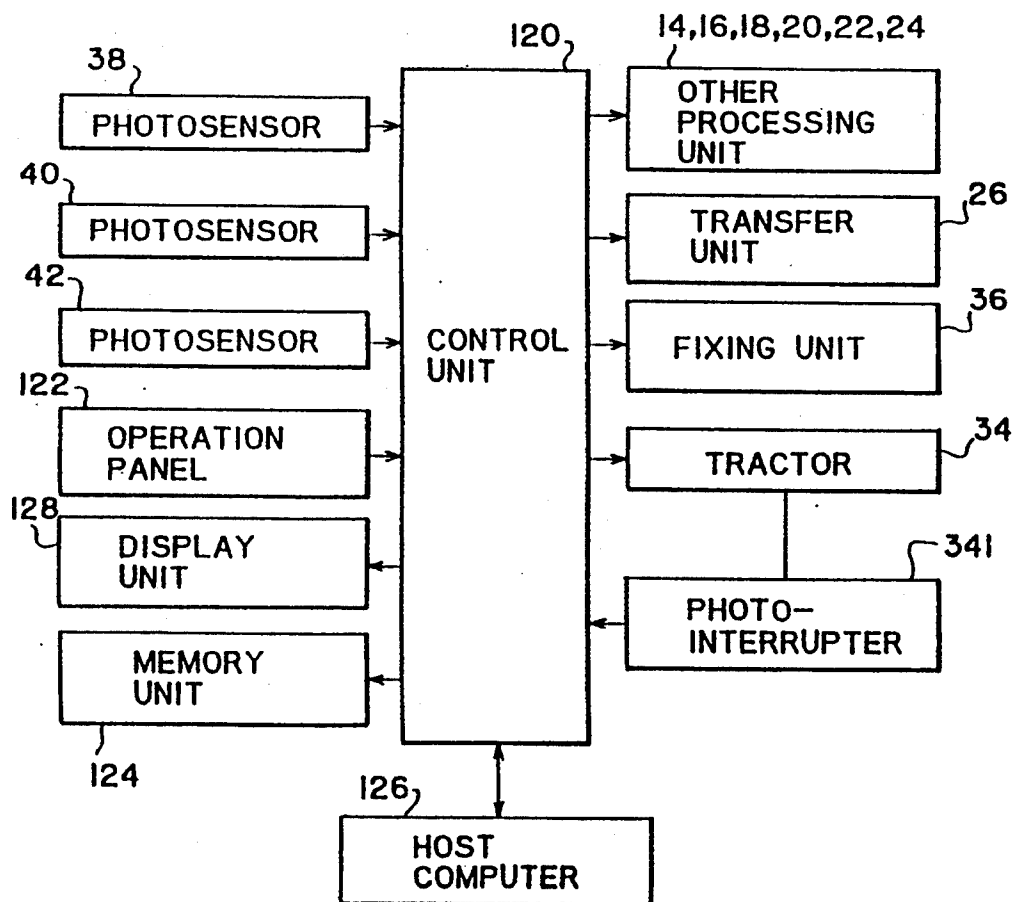 14,16,18,20,22,24
120
38
PHOTOSENSOR
OTHER
PROCESSING
UNIT
40
PHOTOSENSOR
TRANSFER
UNIT
26
42
PHOTOSENSOR
CONTROL
UNIT
FIXING UNIT
36
122
OPERATION
PANEL
TRACTOR
34
128
DISPLAY
UNIT
341
PHOTO-
INTERRUPTER
MEMORY
UNIT
124
126
HOST
COMPUTER